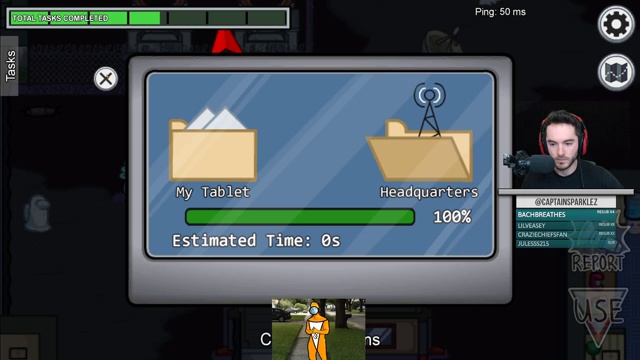 TOTAL TASKS COMPLETED
Ping: 50 ms
Tasks
My Tablet
Headquarters
100%
Estimated Time: 0s
@CAPTAINSPARKLEZ
BACHBREATHES
LILVEASEY
CRAZIECHIEFSFAN
JULESSS215
REPORT
USE